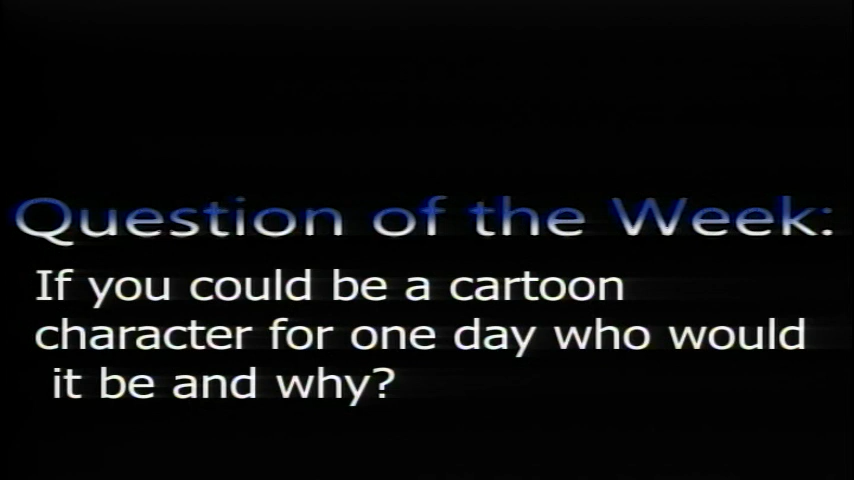 Question of the Week:
If you could be a cartoon
character for one day who would
it be and why?